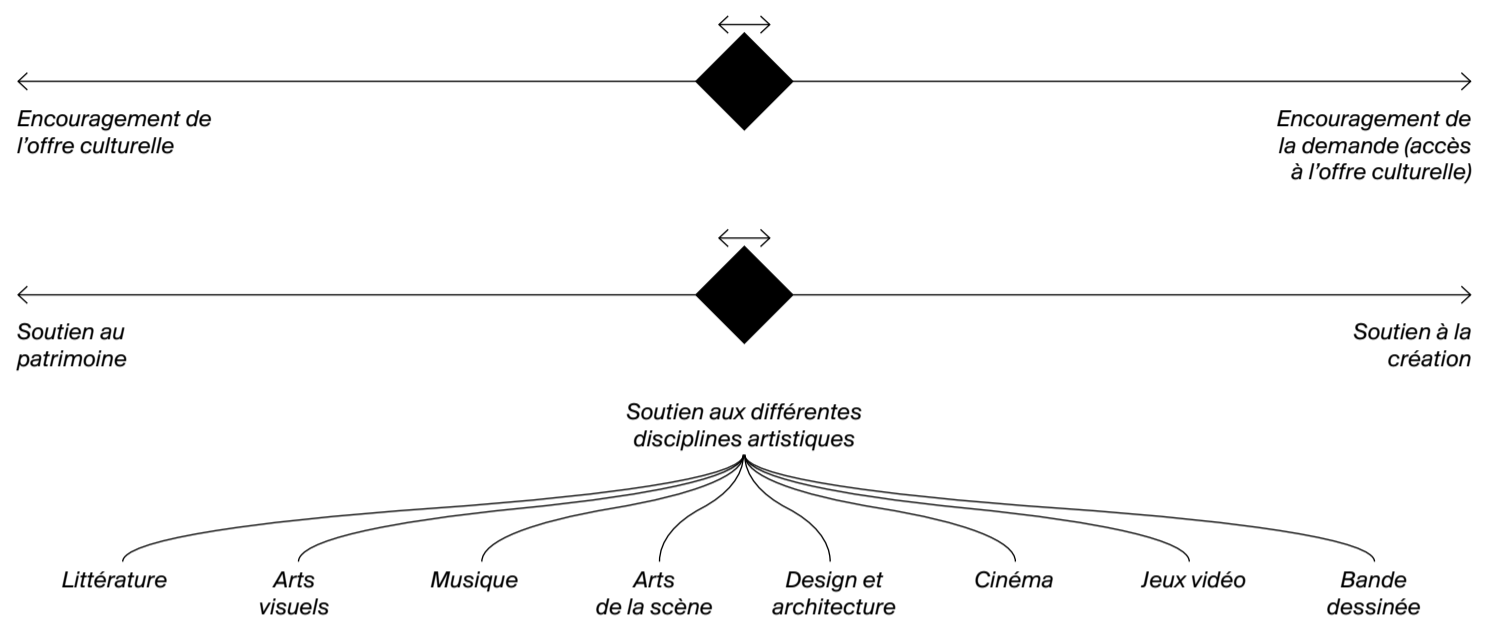 Encouragement de
l’offre culturelle
Encouragement de
la demande (accès
à l’offre culturelle)
Soutien au
patrimoine
Soutien à la
création
Soutien aux différentes
disciplines artistiques
Littérature
Arts
visuels
Musique
Arts
de la scène
Design et
architecture
Cinéma
Jeux vidéo
Bande
dessinée